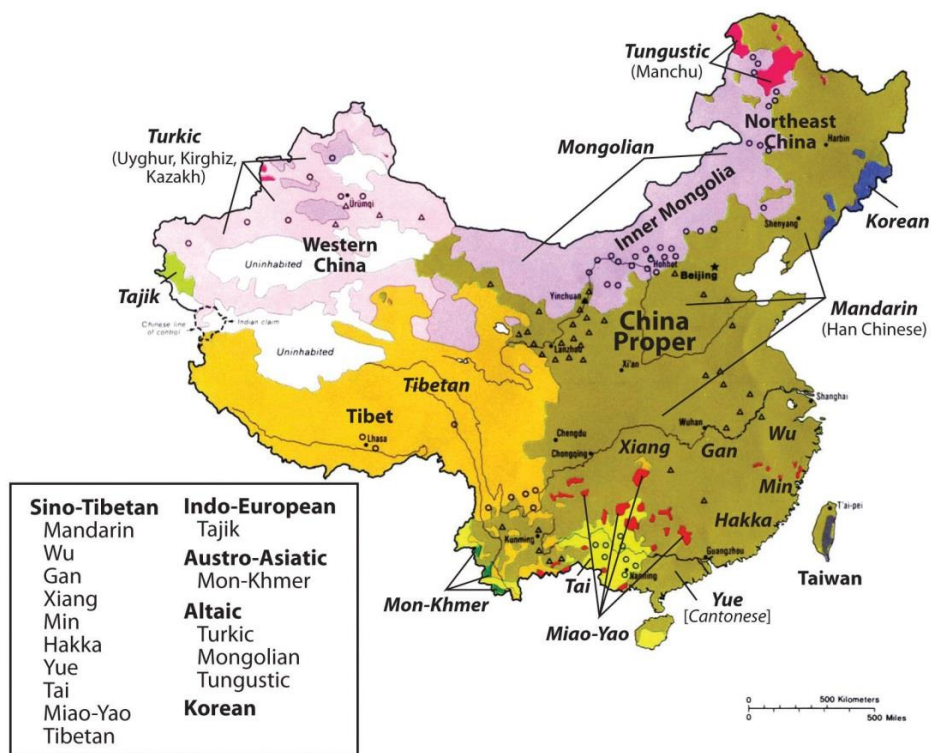 Tungustic
(Manchu)
Northeast
China
Harbin
Turkic
(Uyghur, Kirghiz,
Kazakh)
Mongolian
Inner Mongolia
Korean
Shenyang
Ürümqi
Western
China
Uninhabited
Hohhot
Beijing
Tajik
Yinchuan
Mandarin
(Han Chinese)
Chinese line
of control
Indian claim
China
Proper
Lanzhou
Xi'an
Uninhabited
Tibetan
Tibet
Lhasa
Shanghai
Chengdu
Wuhan
Wu
Chongqing
Xiang
Gan
Min
Hakka
T'ai-pei
Kunming
Guangzhou
Nanning
Taiwan
Mon-Khmer
Tai
Yue
[Cantonese]
Miao-Yao
Sino-Tibetan
Mandarin
Wu
Gan
Xiang
Min
Hakka
Yue
Tai
Miao-Yao
Tibetan
Indo-European
Tajik
Austro-Asiatic
Mon-Khmer
Altaic
Turkic
Mongolian
Tungustic
Korean
0 500 Kilometers
0 500 Miles